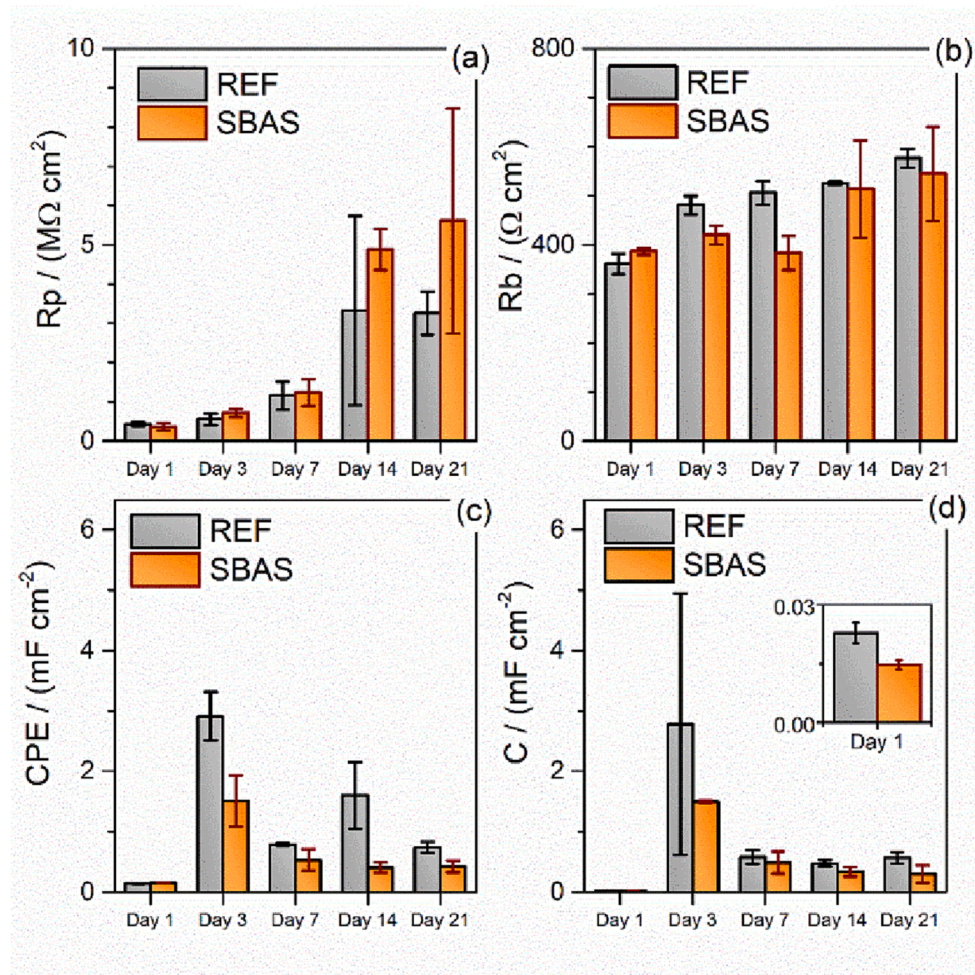 10
(a)
REF
SBAS
Rp / (MΩ cm²)
5
0
Day 1 Day 3 Day 7 Day 14 Day 21
800
(b)
REF
SBAS
Rb / (Ω cm²)
400
0
Day 1 Day 3 Day 7 Day 14 Day 21
6
(c)
REF
SBAS
CPE / (mF cm⁻²)
4
2
0
Day 1 Day 3 Day 7 Day 14 Day 21
6
(d)
REF
SBAS
C / (mF cm⁻²)
4
2
0
0.03
0.00
Day 1
Day 1 Day 3 Day 7 Day 14 Day 21